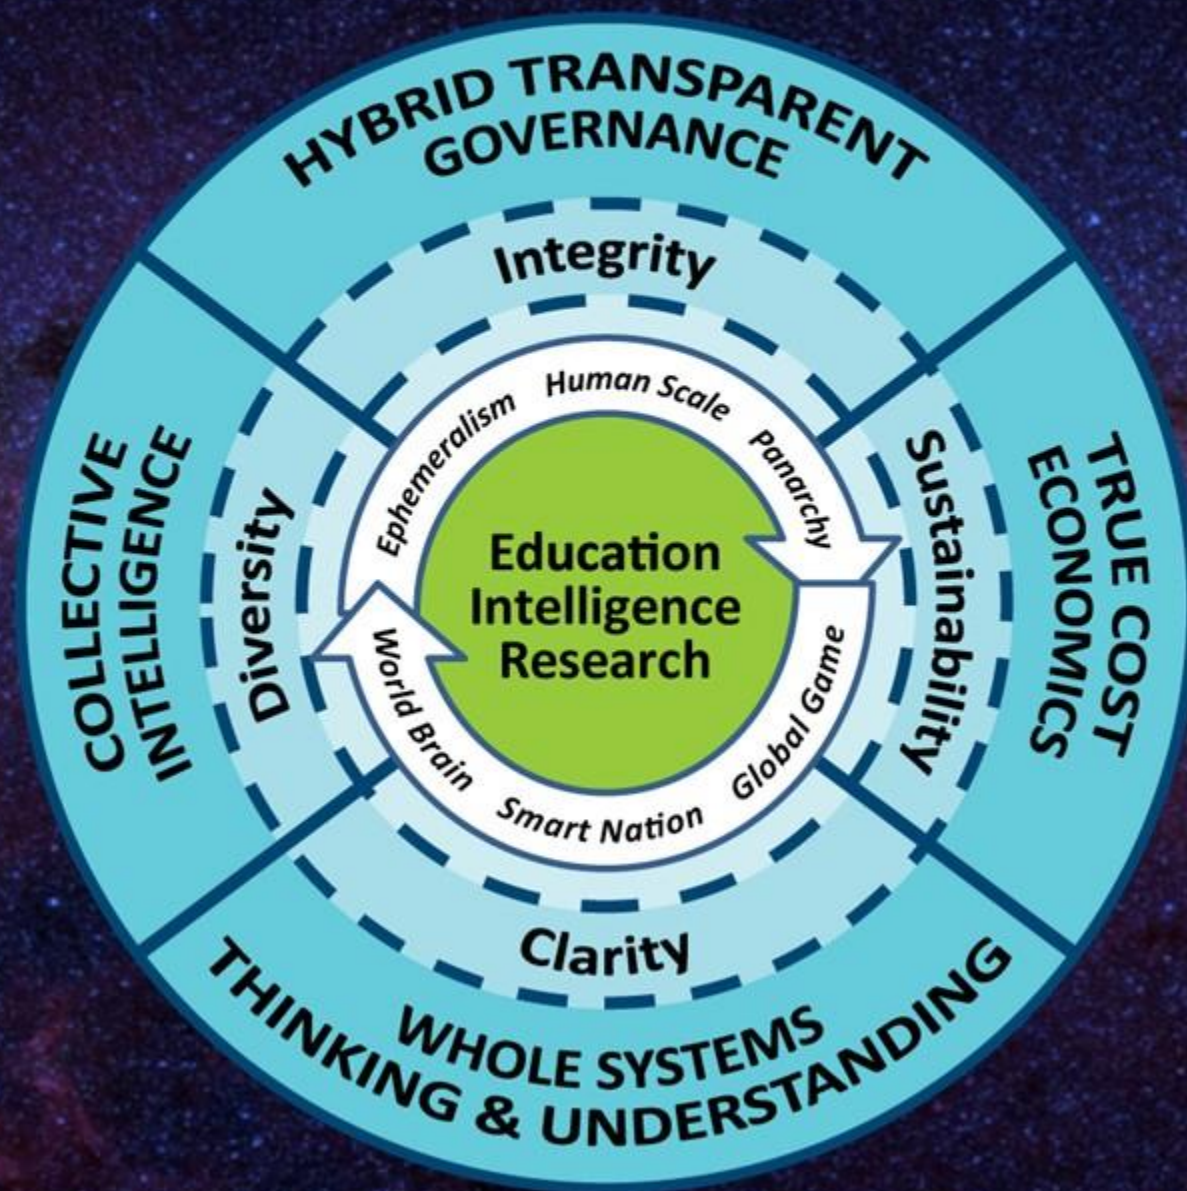 HYBRID TRANSPARENT
GOVERNANCE
Integrity
COLLECTIVE
INTELLIGENCE
Diversity
Ephemeralism
Human Scale
Panarchy
Education
Intelligence
Research
Sustainability
TRUE COST
ECONOMICS
World Brain
Smart Nation
Global Game
Clarity
WHOLE SYSTEMS
THINKING & UNDERSTANDING